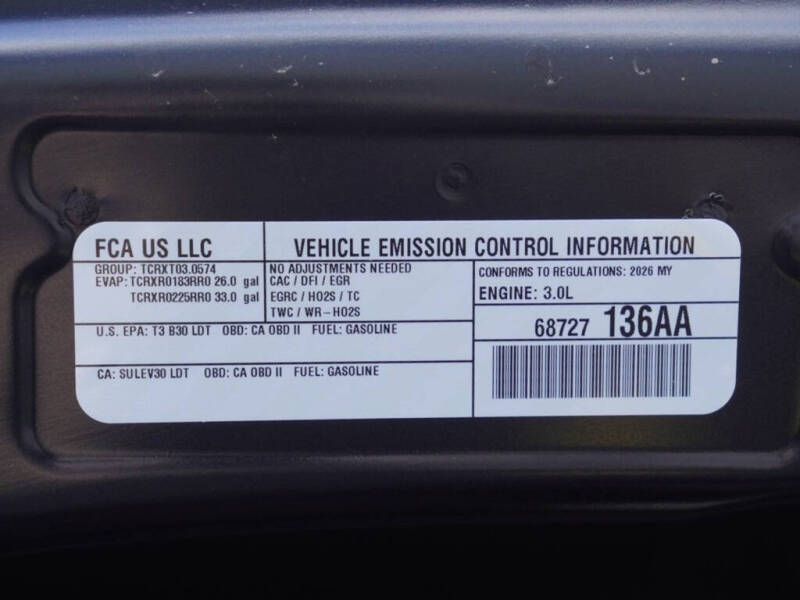 FCA US LLC
VEHICLE EMISSION CONTROL INFORMATION
GROUP: TCRXT03.0574
EVAP: TCRXR0183RR0 26.0 gal
TCRXR0225RR0 33.0 gal
NO ADJUSTMENTS NEEDED
CAC / DFI / EGR
EGRC / HO2S / TC
TWC / WR-HO2S
CONFORMS TO REGULATIONS: 2026 MY
ENGINE: 3.0L
U.S. EPA: T3 B30 LDT OBD: CA OBD II FUEL: GASOLINE
68727 136AA
CA: SULEV30 LDT OBD: CA OBD II FUEL: GASOLINE